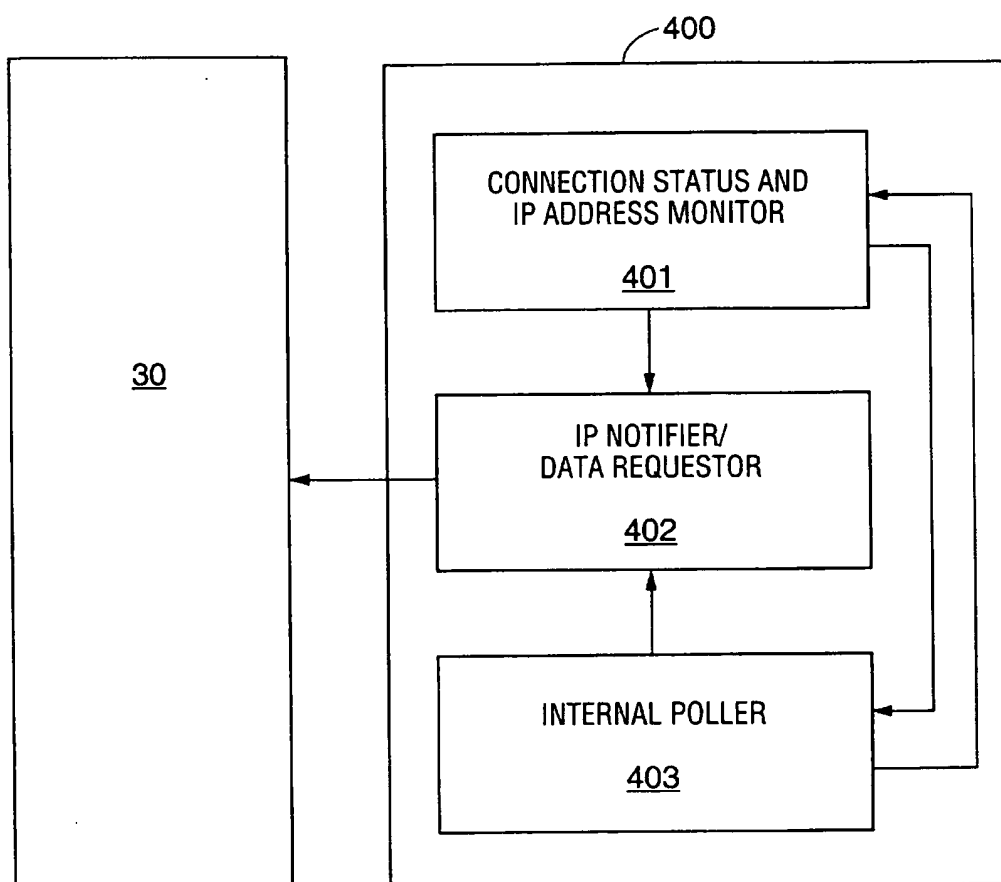 400
CONNECTION STATUS AND
IP ADDRESS MONITOR
401
30
IP NOTIFIER/
DATA REQUESTOR
402
INTERNAL POLLER
403